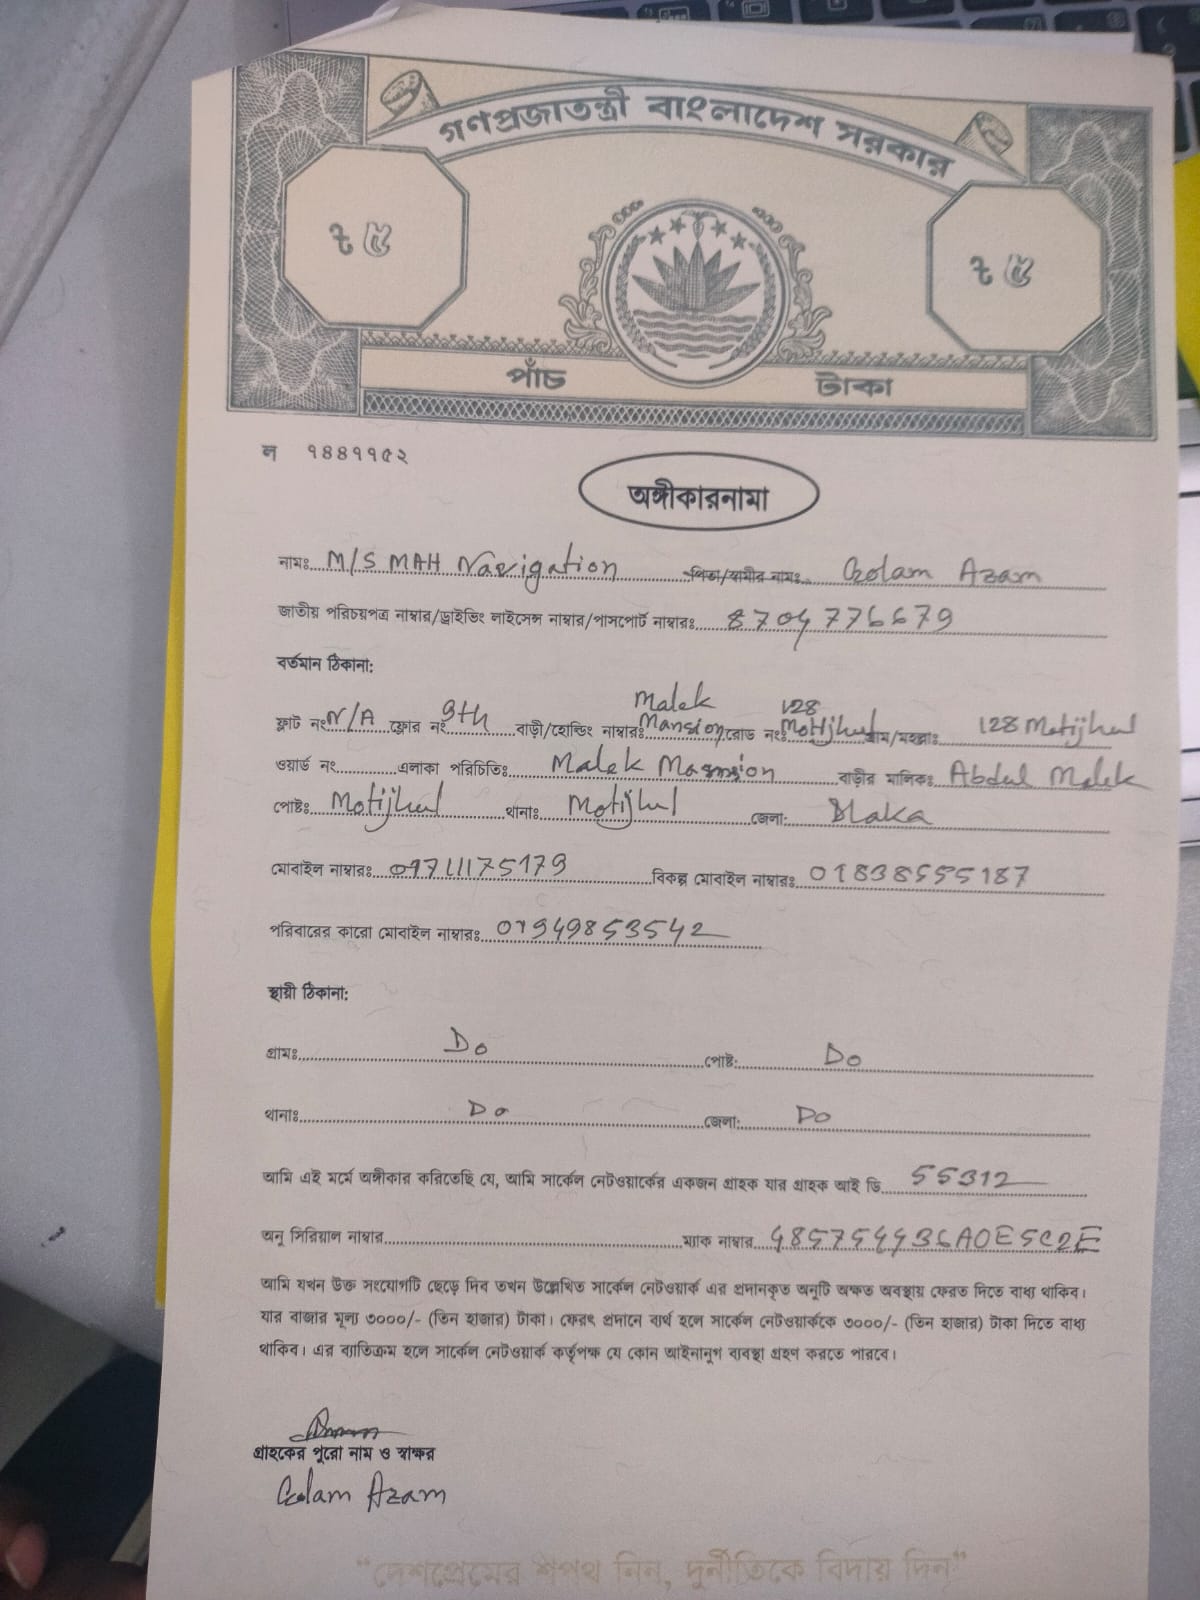 গণপ্রজাতন্ত্রী বাংলাদেশ সরকার
৳ ৫ ৳ ৫
পাঁচ টাকা
ল ৭৪৪৭৭৫২
অঙ্গীকারনামা
নামঃ M/S MAH Navigation পিতা/স্বামীর নামঃ Golam Azam
জাতীয় পরিচয়পত্র নাম্বার/ড্রাইভিং লাইসেন্স নাম্বার/পাসপোর্ট নাম্বারঃ 8704776679
বর্তমান ঠিকানা:
ফ্লাট নং N/A ফ্লোর নং 9th বাড়ী/হোল্ডিং নাম্বারঃ Malek Mansion, রোড নংঃ 128 Motijhul গ্রাম/মহল্লাঃ 128 Motijhul
ওয়ার্ড নং এলাকা পরিচিতিঃ Malek Mansion বাড়ীর মালিকঃ Abdul Malek
পোষ্টঃ Motijhul থানাঃ Motijhul জেলা: Dhaka
মোবাইল নাম্বারঃ 01711175179 বিকল্প মোবাইল নাম্বারঃ 01838555187
পরিবারের কারো মোবাইল নাম্বারঃ 01949853542
স্থায়ী ঠিকানা:
গ্রামঃ Do পোষ্ট: Do
থানাঃ Do জেলা: Do
আমি এই মর্মে অঙ্গীকার করিতেছি যে, আমি সার্কেল নেটওয়ার্কের একজন গ্রাহক যার গ্রাহক আই ডি 55312
অনু সিরিয়াল নাম্বার ম্যাক নাম্বার
আমি যখন উক্ত সংযোগটি ছেড়ে দিব তখন উল্লেখিত সার্কেল নেটওয়ার্ক এর প্রদানকৃত অনুটি অক্ষত অবস্থায় ফেরত দিতে বাধ্য থাকিব।
যার বাজার মূল্য ৩০০০/- (তিন হাজার) টাকা। ফেরৎ প্রদানে ব্যর্থ হলে সার্কেল নেটওয়ার্ককে ৩০০০/- (তিন হাজার) টাকা দিতে বাধ্য
থাকিব। এর ব্যতিক্রম হলে সার্কেল নেটওয়ার্ক কর্তৃপক্ষ যে কোন আইনানুগ ব্যবস্থা গ্রহণ করতে পারবে।
গ্রাহকের পুরো নাম ও স্বাক্ষর
Golam Azam
“দেশপ্রেমের শপথ নিন, দুর্নীতিকে বিদায় দিন”